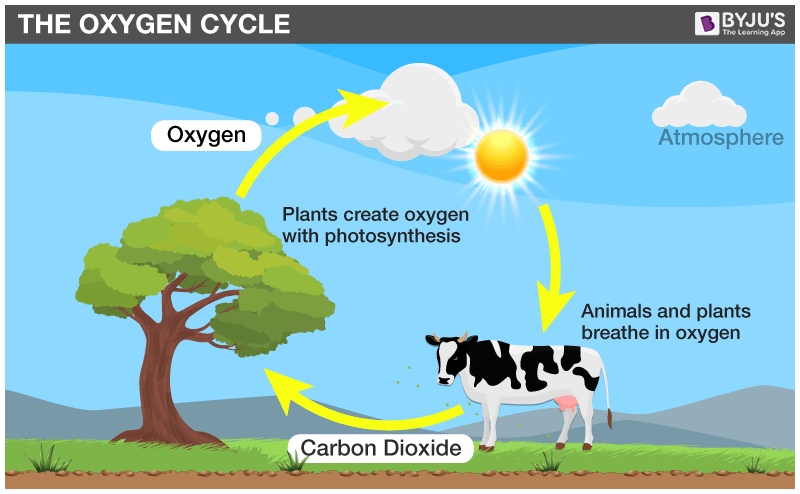 THE OXYGEN CYCLE
BYJU'S
The Learning App
Oxygen
Atmosphere
Plants create oxygen
with photosynthesis
Animals and plants
breathe in oxygen
Carbon Dioxide